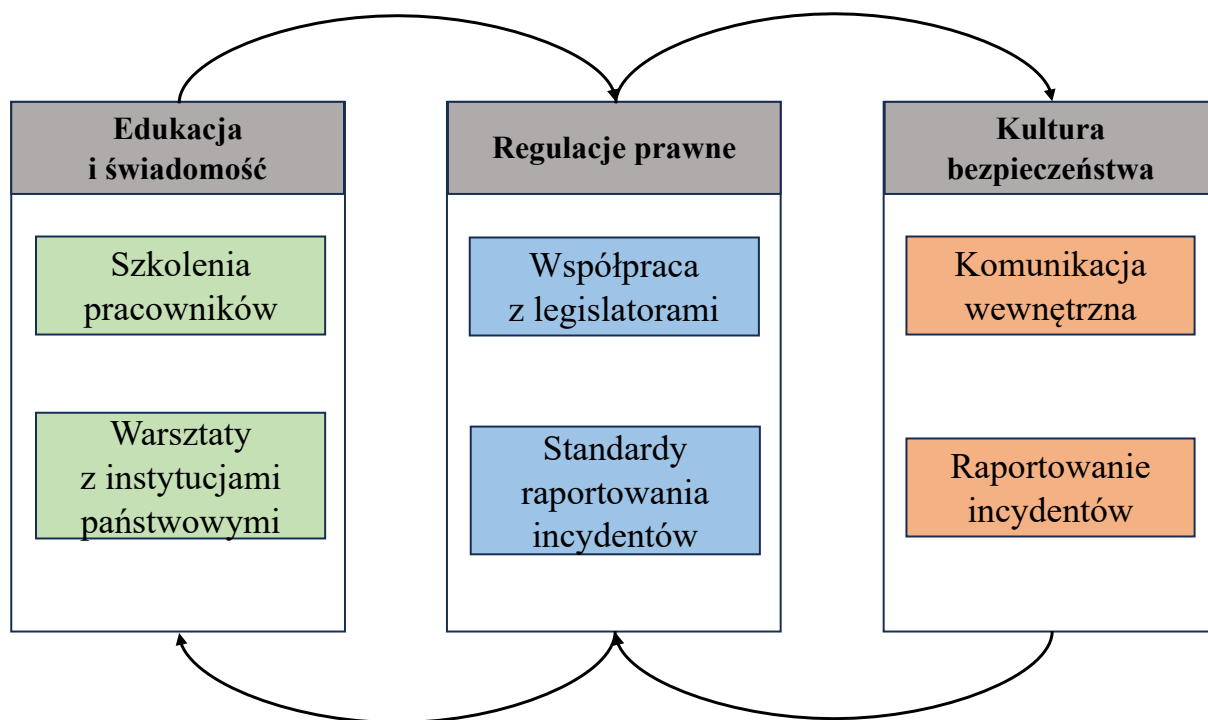 Edukacja
i świadomość
Szkolenia
pracowników
Warsztaty
z instytucjami
państwowymi
Regulacje prawne
Współpraca
z legislatorami
Standardy
raportowania
incydentów
Kultura
bezpieczeństwa
Komunikacja
wewnętrzna
Raportowanie
incydentów